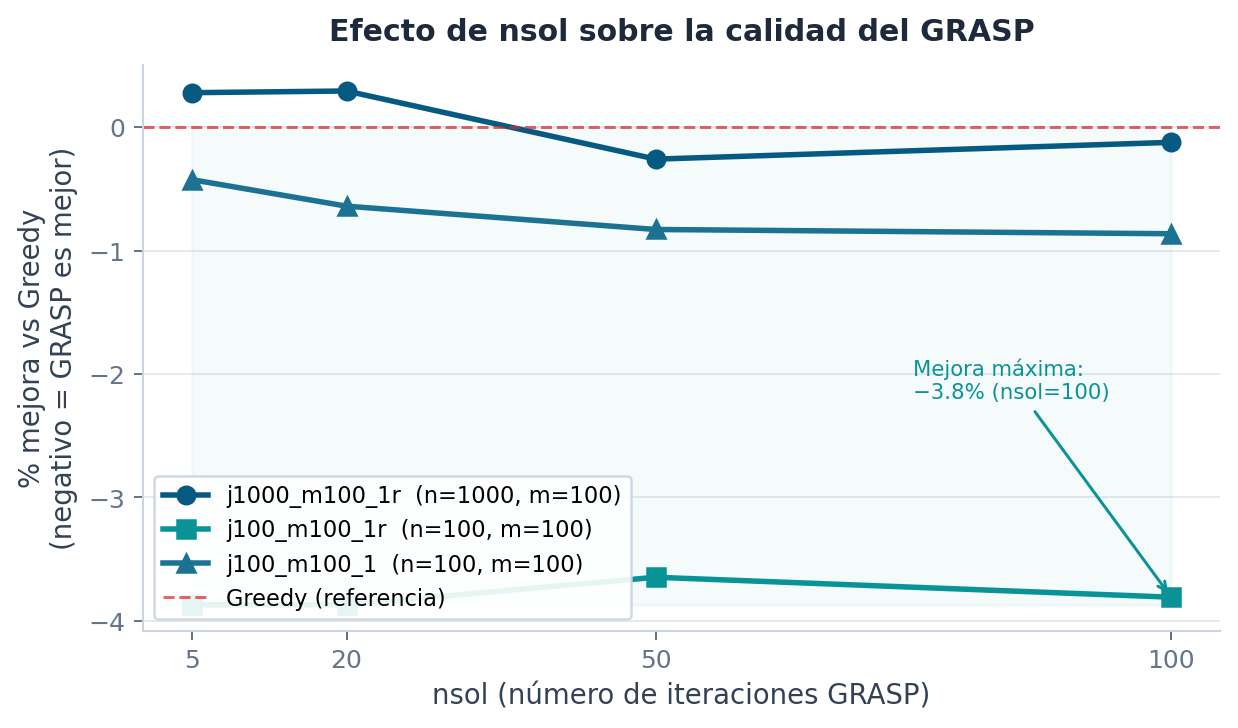 Efecto de nsol sobre la calidad del GRASP
% mejora vs Greedy
(negativo = GRASP es mejor)
0
−1
−2
−3
−4
Mejora máxima:
−3.8% (nsol=100)
j1000_m100_1r (n=1000, m=100)
j100_m100_1r (n=100, m=100)
j100_m100_1 (n=100, m=100)
Greedy (referencia)
5
20
50
100
nsol (número de iteraciones GRASP)